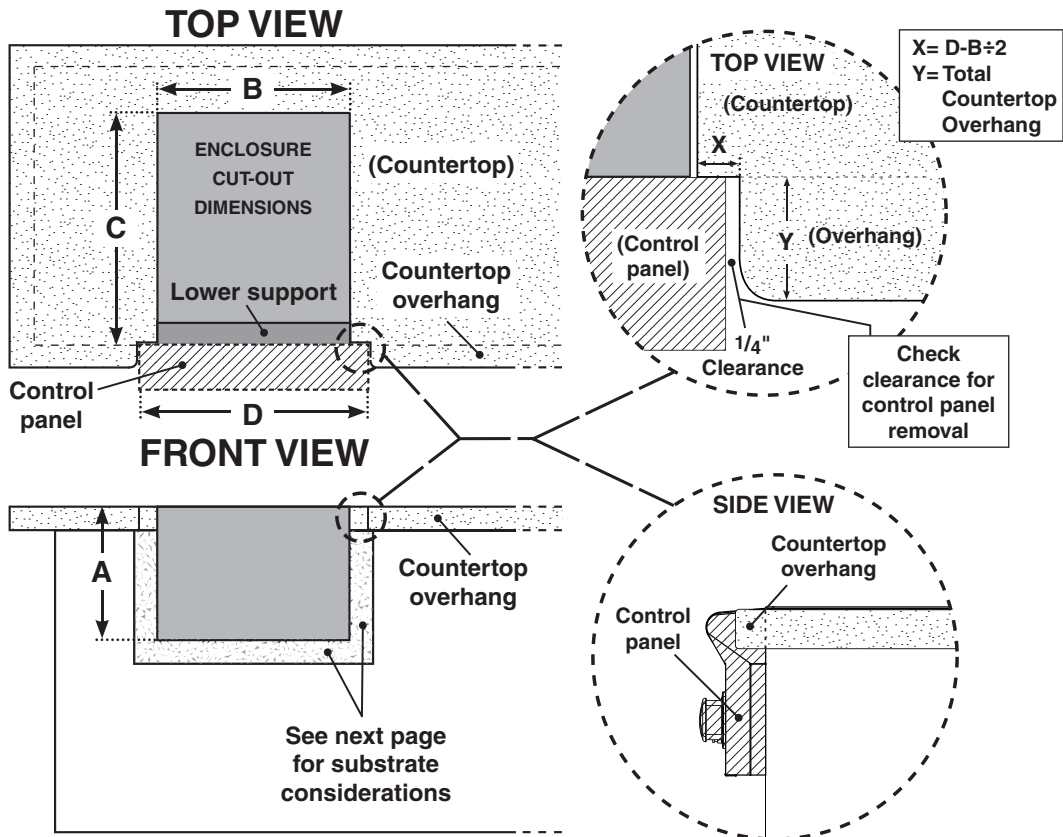 TOP VIEW
B
ENCLOSURE
CUT-OUT
DIMENSIONS
(Countertop)
C
Lower support
Countertop
overhang
Control
panel
D
TOP VIEW
(Countertop)
X
(Control
panel)
Y
(Overhang)
1/4"
Clearance
X= D-B÷2
Y= Total
Countertop
Overhang
Check
clearance for
control panel
removal
FRONT VIEW
A
Countertop
overhang
See next page
for substrate
considerations
SIDE VIEW
Countertop
overhang
Control
panel